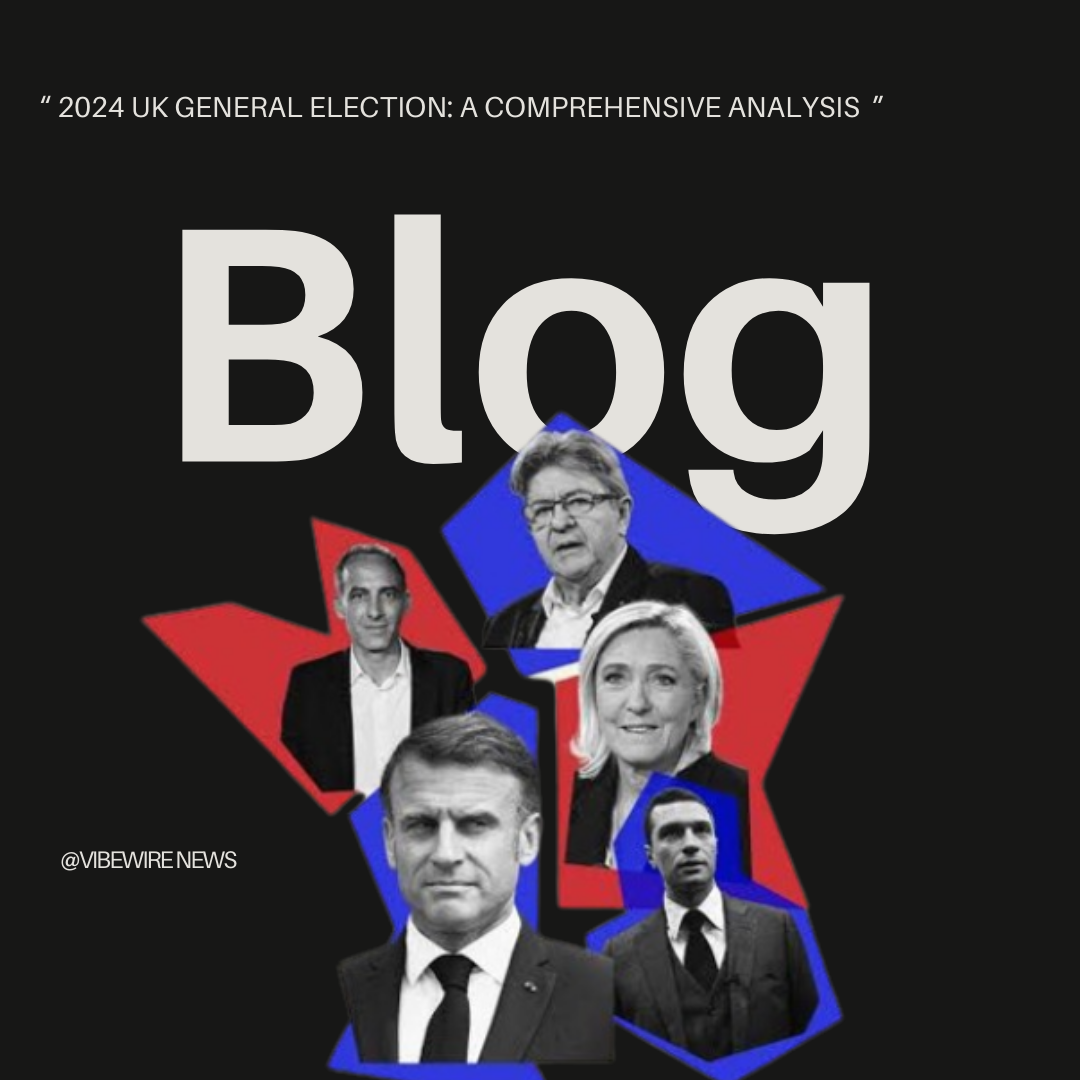 “ 2024 UK GENERAL ELECTION: A COMPREHENSIVE ANALYSIS ”
Blog
@VIBEWIRE NEWS